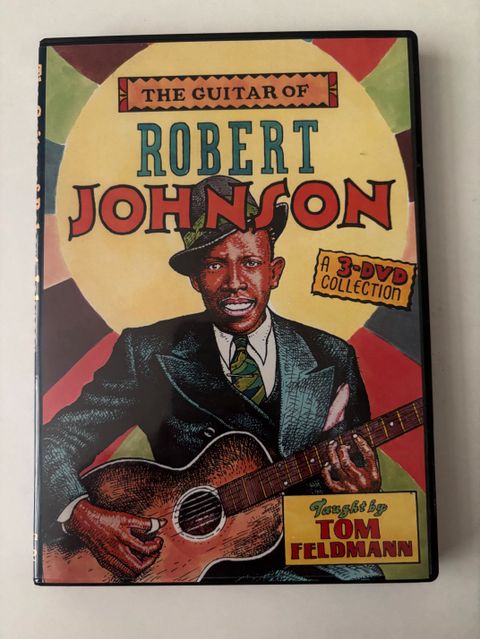 THE GUITAR OF
ROBERT
JOHNSON
A 3-DVD
COLLECTION
Taught by
TOM
FELDMANN